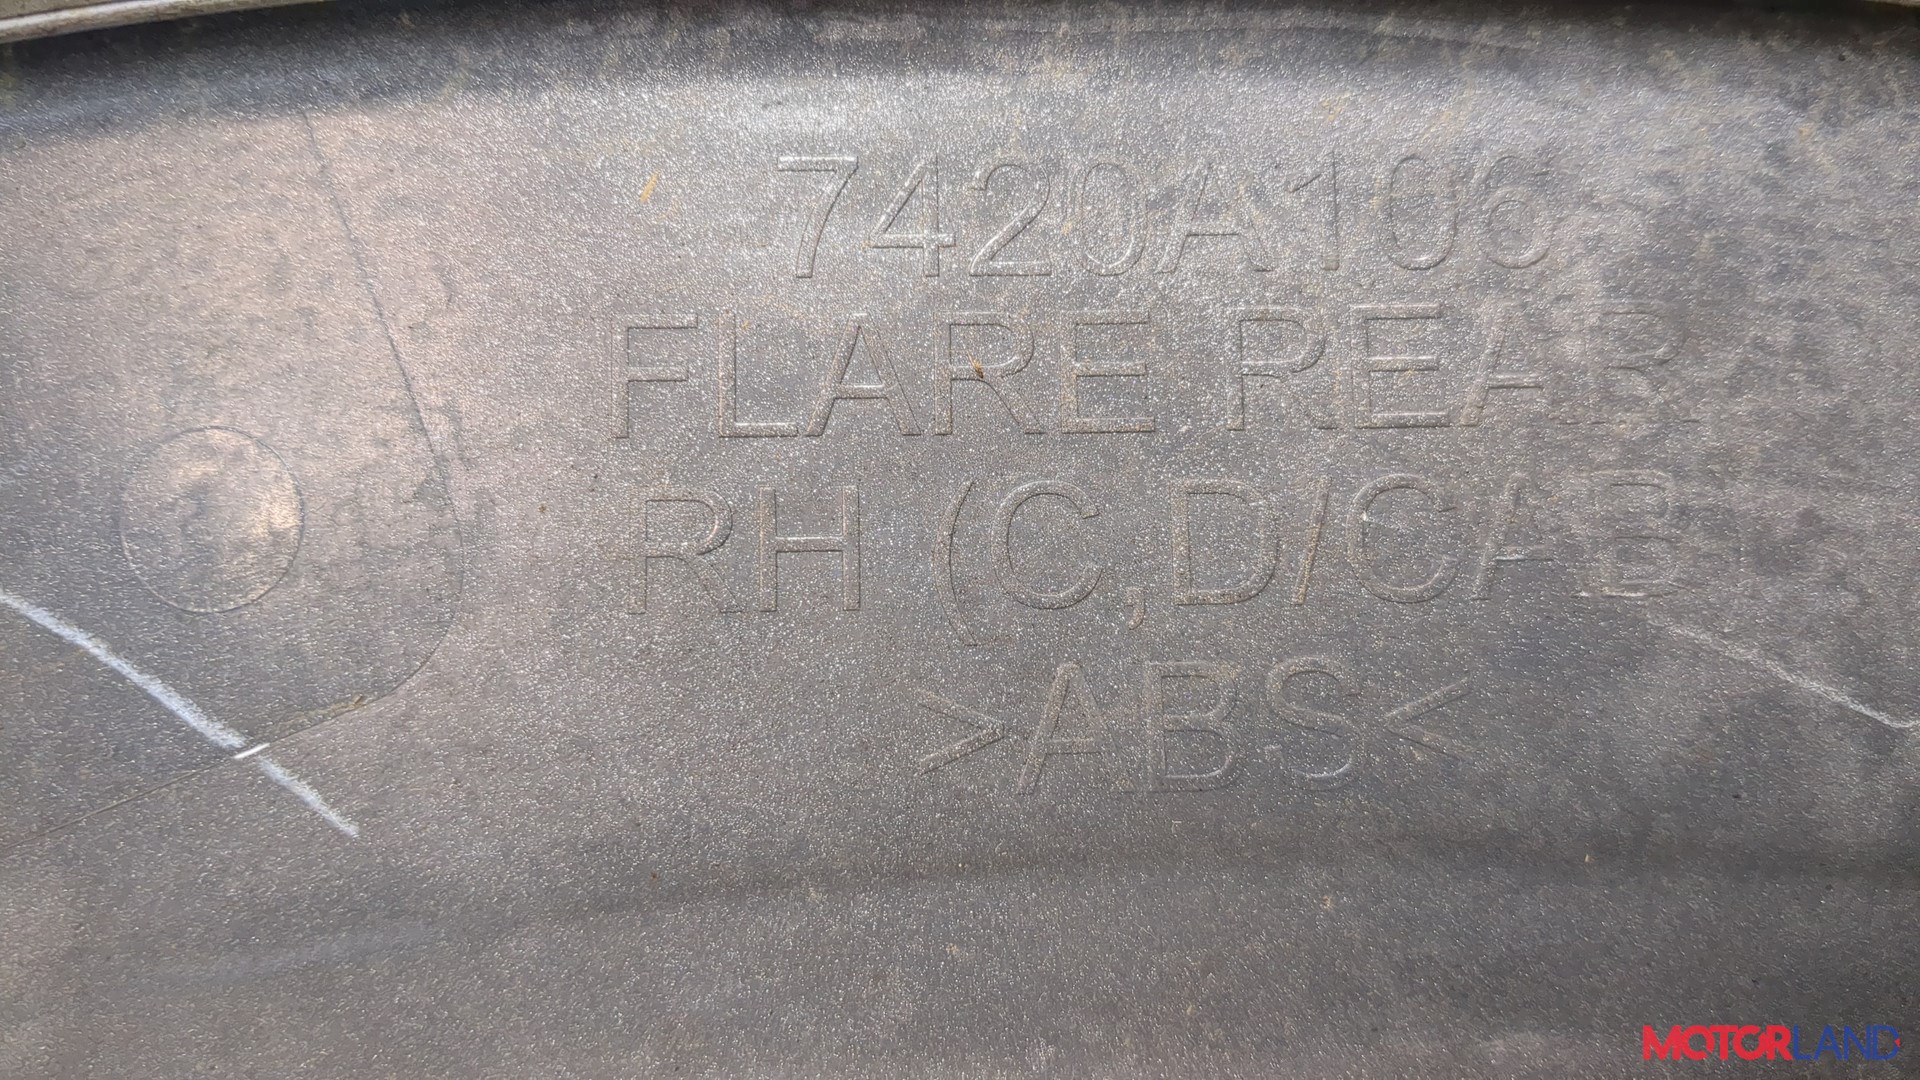 7420A106
FLARE REAR
RH (C,D/CAB
>ABS<
MOTORLAND